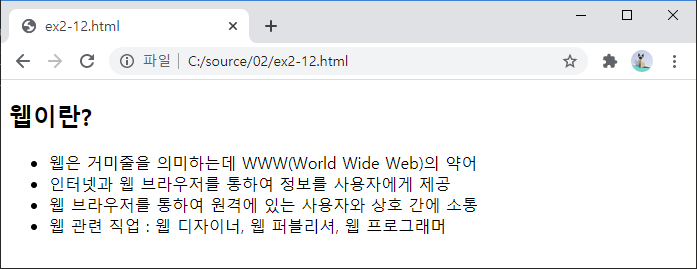 ex2-12.html
파일 C:/source/02/ex2-12.html
웹이란?
웹은 거미줄을 의미하는데 WWW(World Wide Web)의 약어
인터넷과 웹 브라우저를 통하여 정보를 사용자에게 제공
웹 브라우저를 통하여 원격에 있는 사용자와 상호 간에 소통
웹 관련 직업 : 웹 디자이너, 웹 퍼블리셔, 웹 프로그래머